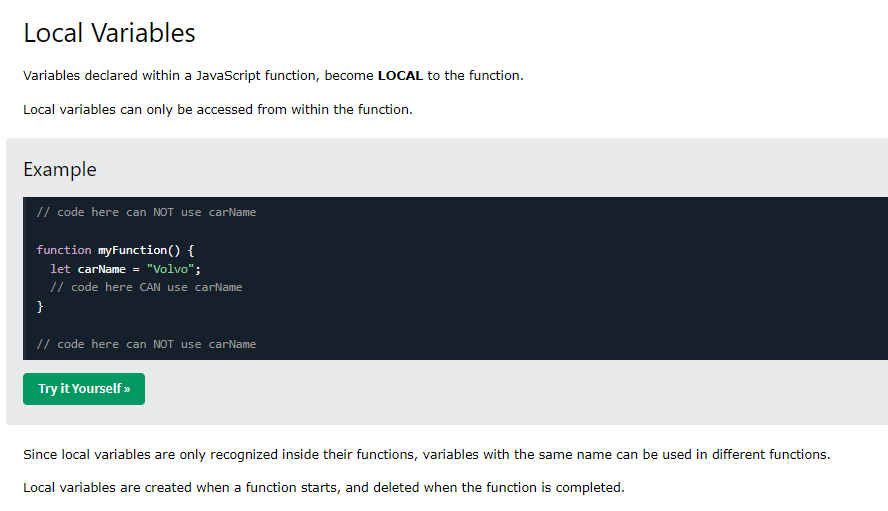 Local Variables
Variables declared within a JavaScript function, become LOCAL to the function.
Local variables can only be accessed from within the function.
Example
// code here can NOT use carName
function myFunction() {
  let carName = "Volvo";
  // code here CAN use carName
}
// code here can NOT use carName
Try it Yourself »
Since local variables are only recognized inside their functions, variables with the same name can be used in different functions.
Local variables are created when a function starts, and deleted when the function is completed.